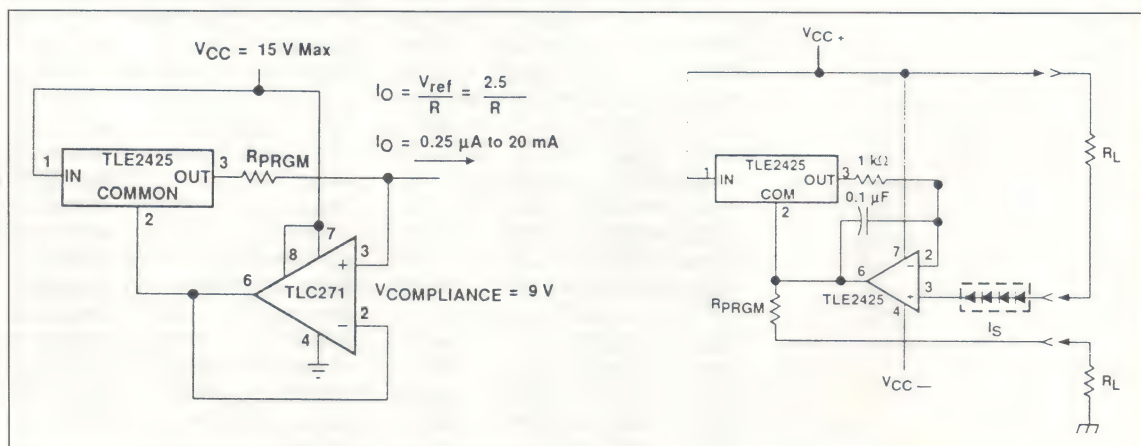 VCC = 15 V Max
IO = Vref/R = 2.5/R
IO = 0.25 µA to 20 mA
1
TLE2425
3
RPRGM
IN
OUT
COMMON
2
7
8
3
6
+
TLC271
VCOMPLIANCE = 9 V
−
2
4
VCC +
RL
TLE2425
1 kΩ
1
IN
OUT
3
COM
0.1 µF
2
7
2
−
6
3
+
TLE2425
4
RPRGM
IS
VCC —
RL